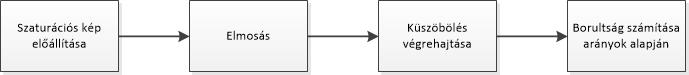 Szaturációs kép
előállítása
Elmosás
Küszöbölés
végrehajtása
Borultság számítása
arányok alapján